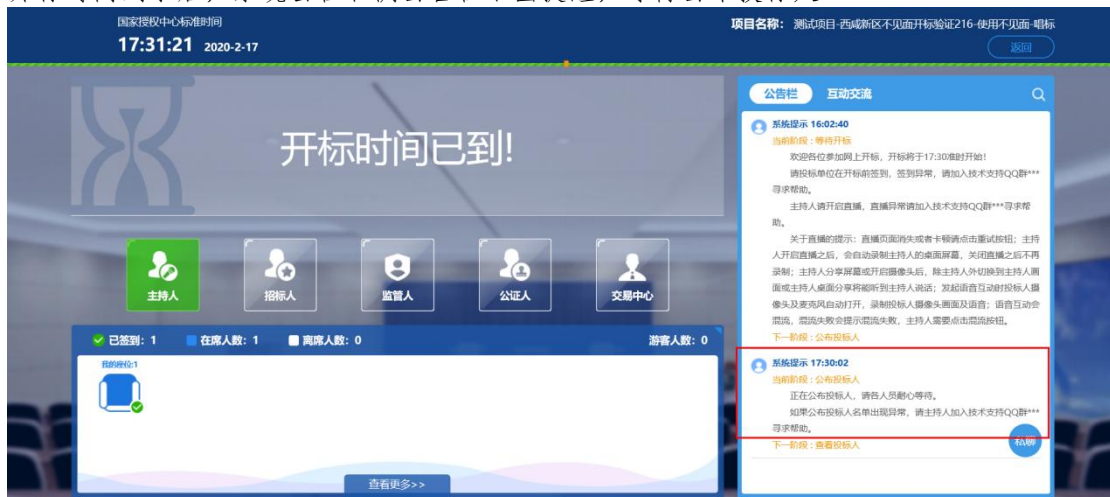 国家授权中心标准时间
17:31:21 2020-2-17
项目名称: 测试项目-西咸新区不见面开标验证216-使用不见面-唱标
返回
开标时间已到!
主持人
招标人
监管人
公证人
交易中心
已签到: 1
在席人数: 1
离席人数: 0
游客人数: 0
我的座位:1
查看更多>>
公告栏
互动交流
系统提示 16:02:40
当前阶段 : 等待开标
欢迎各位参加网上开标, 开标将于17:30准时开始!
请投标单位在开标前签到, 签到异常, 请加入技术支持QQ群***
寻求帮助。
主持人请开启直播, 直播异常请加入技术支持QQ群***寻求帮
助。
关于直播的提示: 直播页面消失或者卡顿请点击重试按钮; 主持
人开启直播之后, 会自动录制主持人的桌面屏幕, 关闭直播之后不再
录制; 主持人分享屏幕或开启摄像头后, 除主持人外切换到主持人画
面或主持人桌面分享将能听到主持人说话; 发起语音互动时投标人摄
像头及麦克风自动打开, 录制投标人摄像头画面及语音; 语音互动会
混流, 混流失败会提示混流失败, 主持人需要点击混流按钮。
下一阶段 : 公布投标人
系统提示 17:30:02
当前阶段 : 公布投标人
正在公布投标人, 请各人员耐心等待。
如果公布投标人名单出现异常, 请主持人加入技术支持QQ群***
寻求帮助。
下一阶段 : 查看投标人
私聊